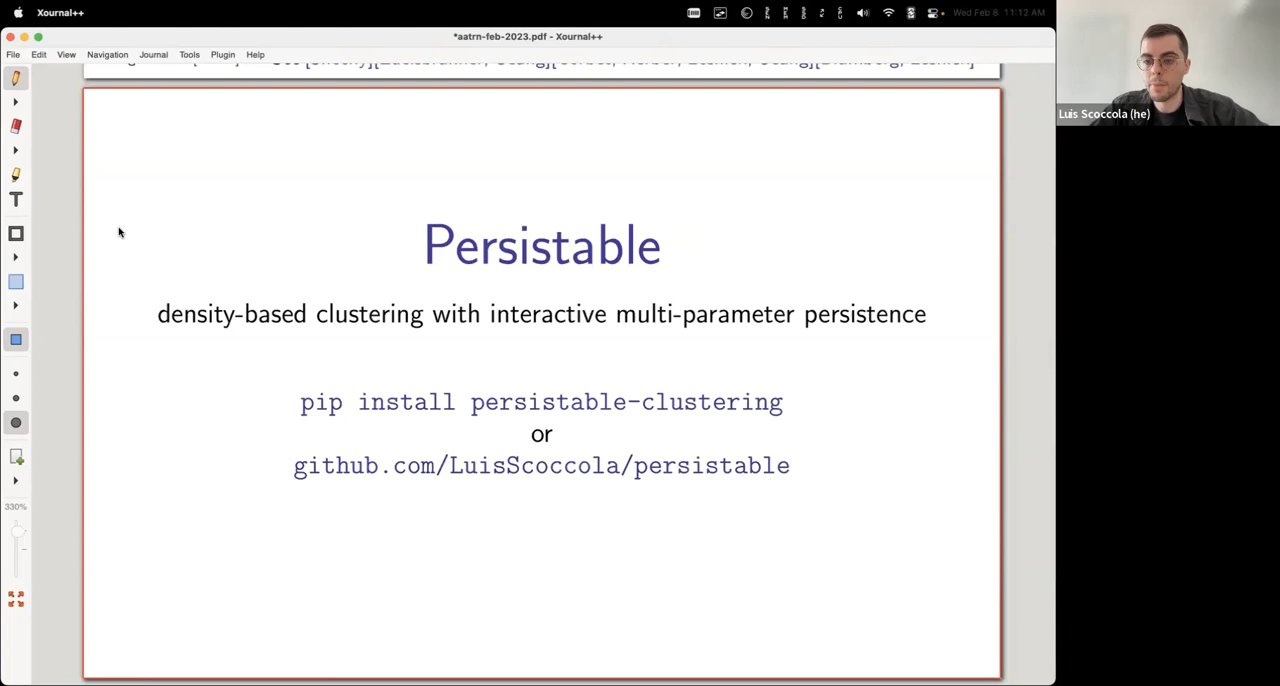 Xournal++
Wed Feb 8 11:12 AM
*aatrn-feb-2023.pdf - Xournal++
File Edit View Navigation Journal Tools Plugin Help
Persistable
density-based clustering with interactive multi-parameter persistence
pip install persistable-clustering
or
github.com/LuisScoccola/persistable
330%
Luis Scoccola (he)